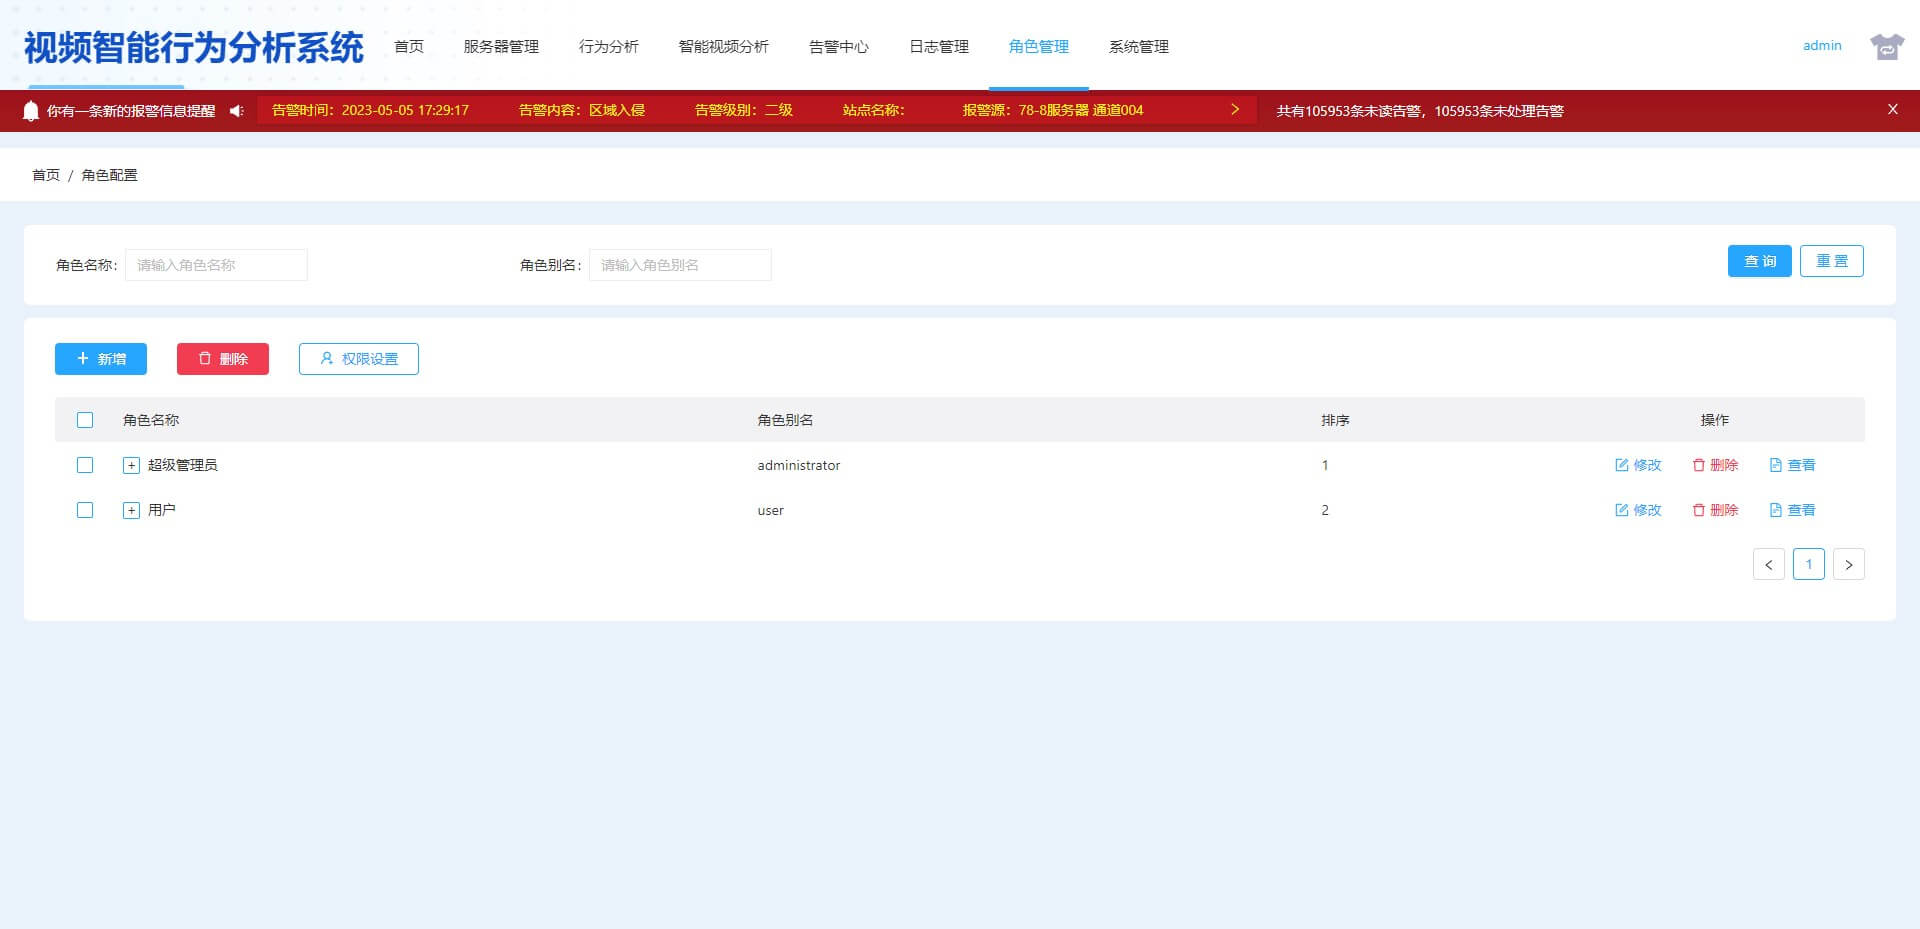 视频智能行为分析系统 首页 服务器管理 行为分析 智能视频分析 告警中心 日志管理 角色管理 系统管理 admin
你有一条新的报警信息提醒 告警时间：2023-05-05 17:29:17 告警内容：区域入侵 告警级别：二级 站点名称： 报警源：78-8服务器 通道004 > 共有105953条未读告警，105953条未处理告警 X
首页 / 角色配置
角色名称： 请输入角色名称 角色别名： 请输入角色别名 查 询 重 置
+ 新增 删除 权限设置
角色名称 角色别名 排序 操作
+ 超级管理员 administrator 1 修改 删除 查看
+ 用户 user 2 修改 删除 查看
< 1 >